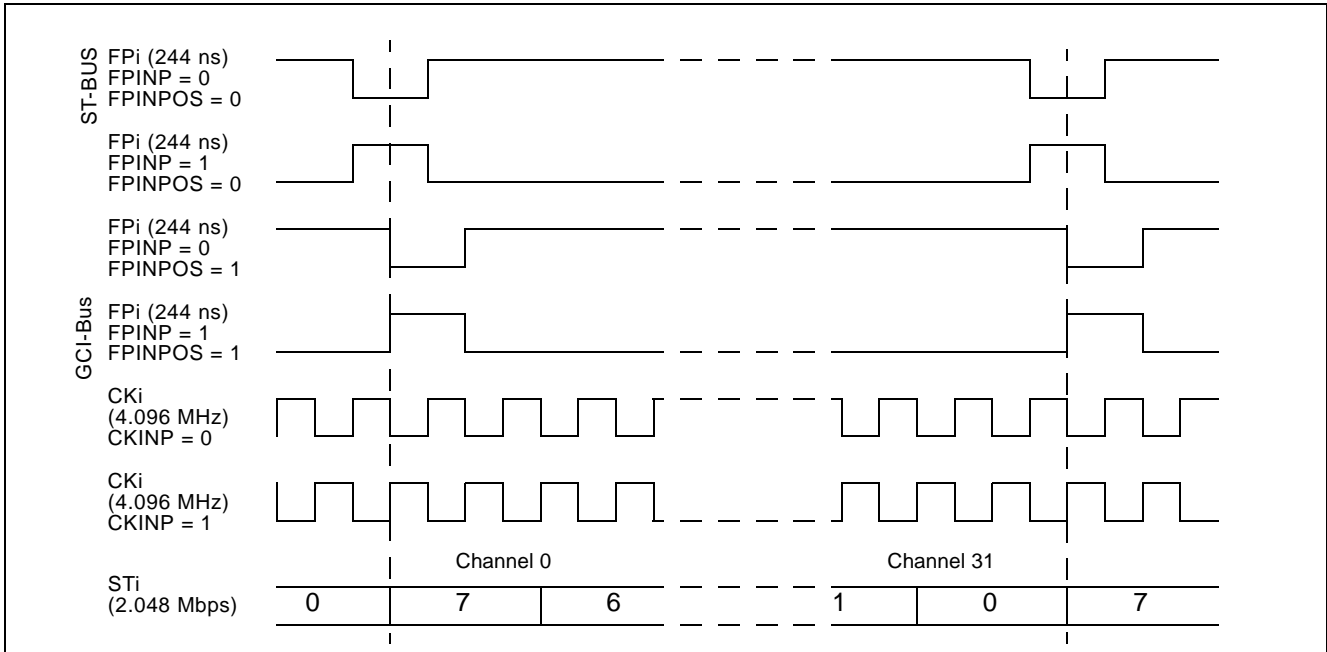 ST-BUS
FPi (244 ns)
FPINP = 0
FPINPOS = 0
FPi (244 ns)
FPINP = 1
FPINPOS = 0
FPi (244 ns)
FPINP = 0
FPINPOS = 1
GCI-Bus
FPi (244 ns)
FPINP = 1
FPINPOS = 1
CKi
(4.096 MHz)
CKINP = 0
CKi
(4.096 MHz)
CKINP = 1
Channel 0 Channel 31
STi
(2.048 Mbps)
0 7 6 1 0 7